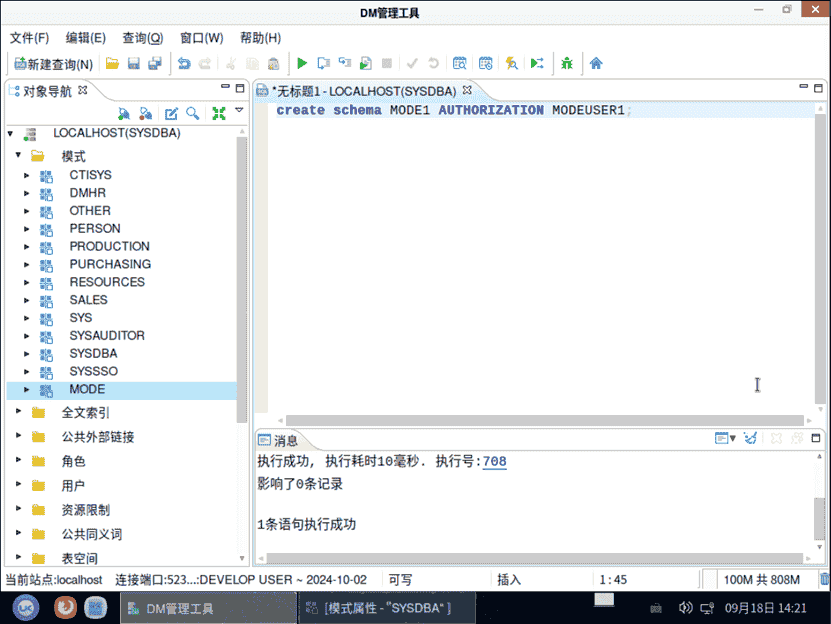 DM管理工具
文件(F) 编辑(E) 查询(Q) 窗口(W) 帮助(H)
新建查询(N)
对象导航
*无标题1 - LOCALHOST(SYSDBA)
create schema MODE1 AUTHORIZATION MODEUSER1;
LOCALHOST(SYSDBA)
模式
CTISYS
DMHR
OTHER
PERSON
PRODUCTION
PURCHASING
RESOURCES
SALES
SYS
SYSAUDITOR
SYSDBA
SYSSSO
MODE
全文索引
公共外部链接
角色
用户
资源限制
公共同义词
表空间
消息
执行成功, 执行耗时10毫秒. 执行号:708
影响了0条记录
1条语句执行成功
当前站点:localhost 连接端口:523...:DEVELOP USER ~ 2024-10-02 可写 插入 1:45 100M 共 808M
DM管理工具 [模式属性 - "SYSDBA" ] 09月18日 14:21